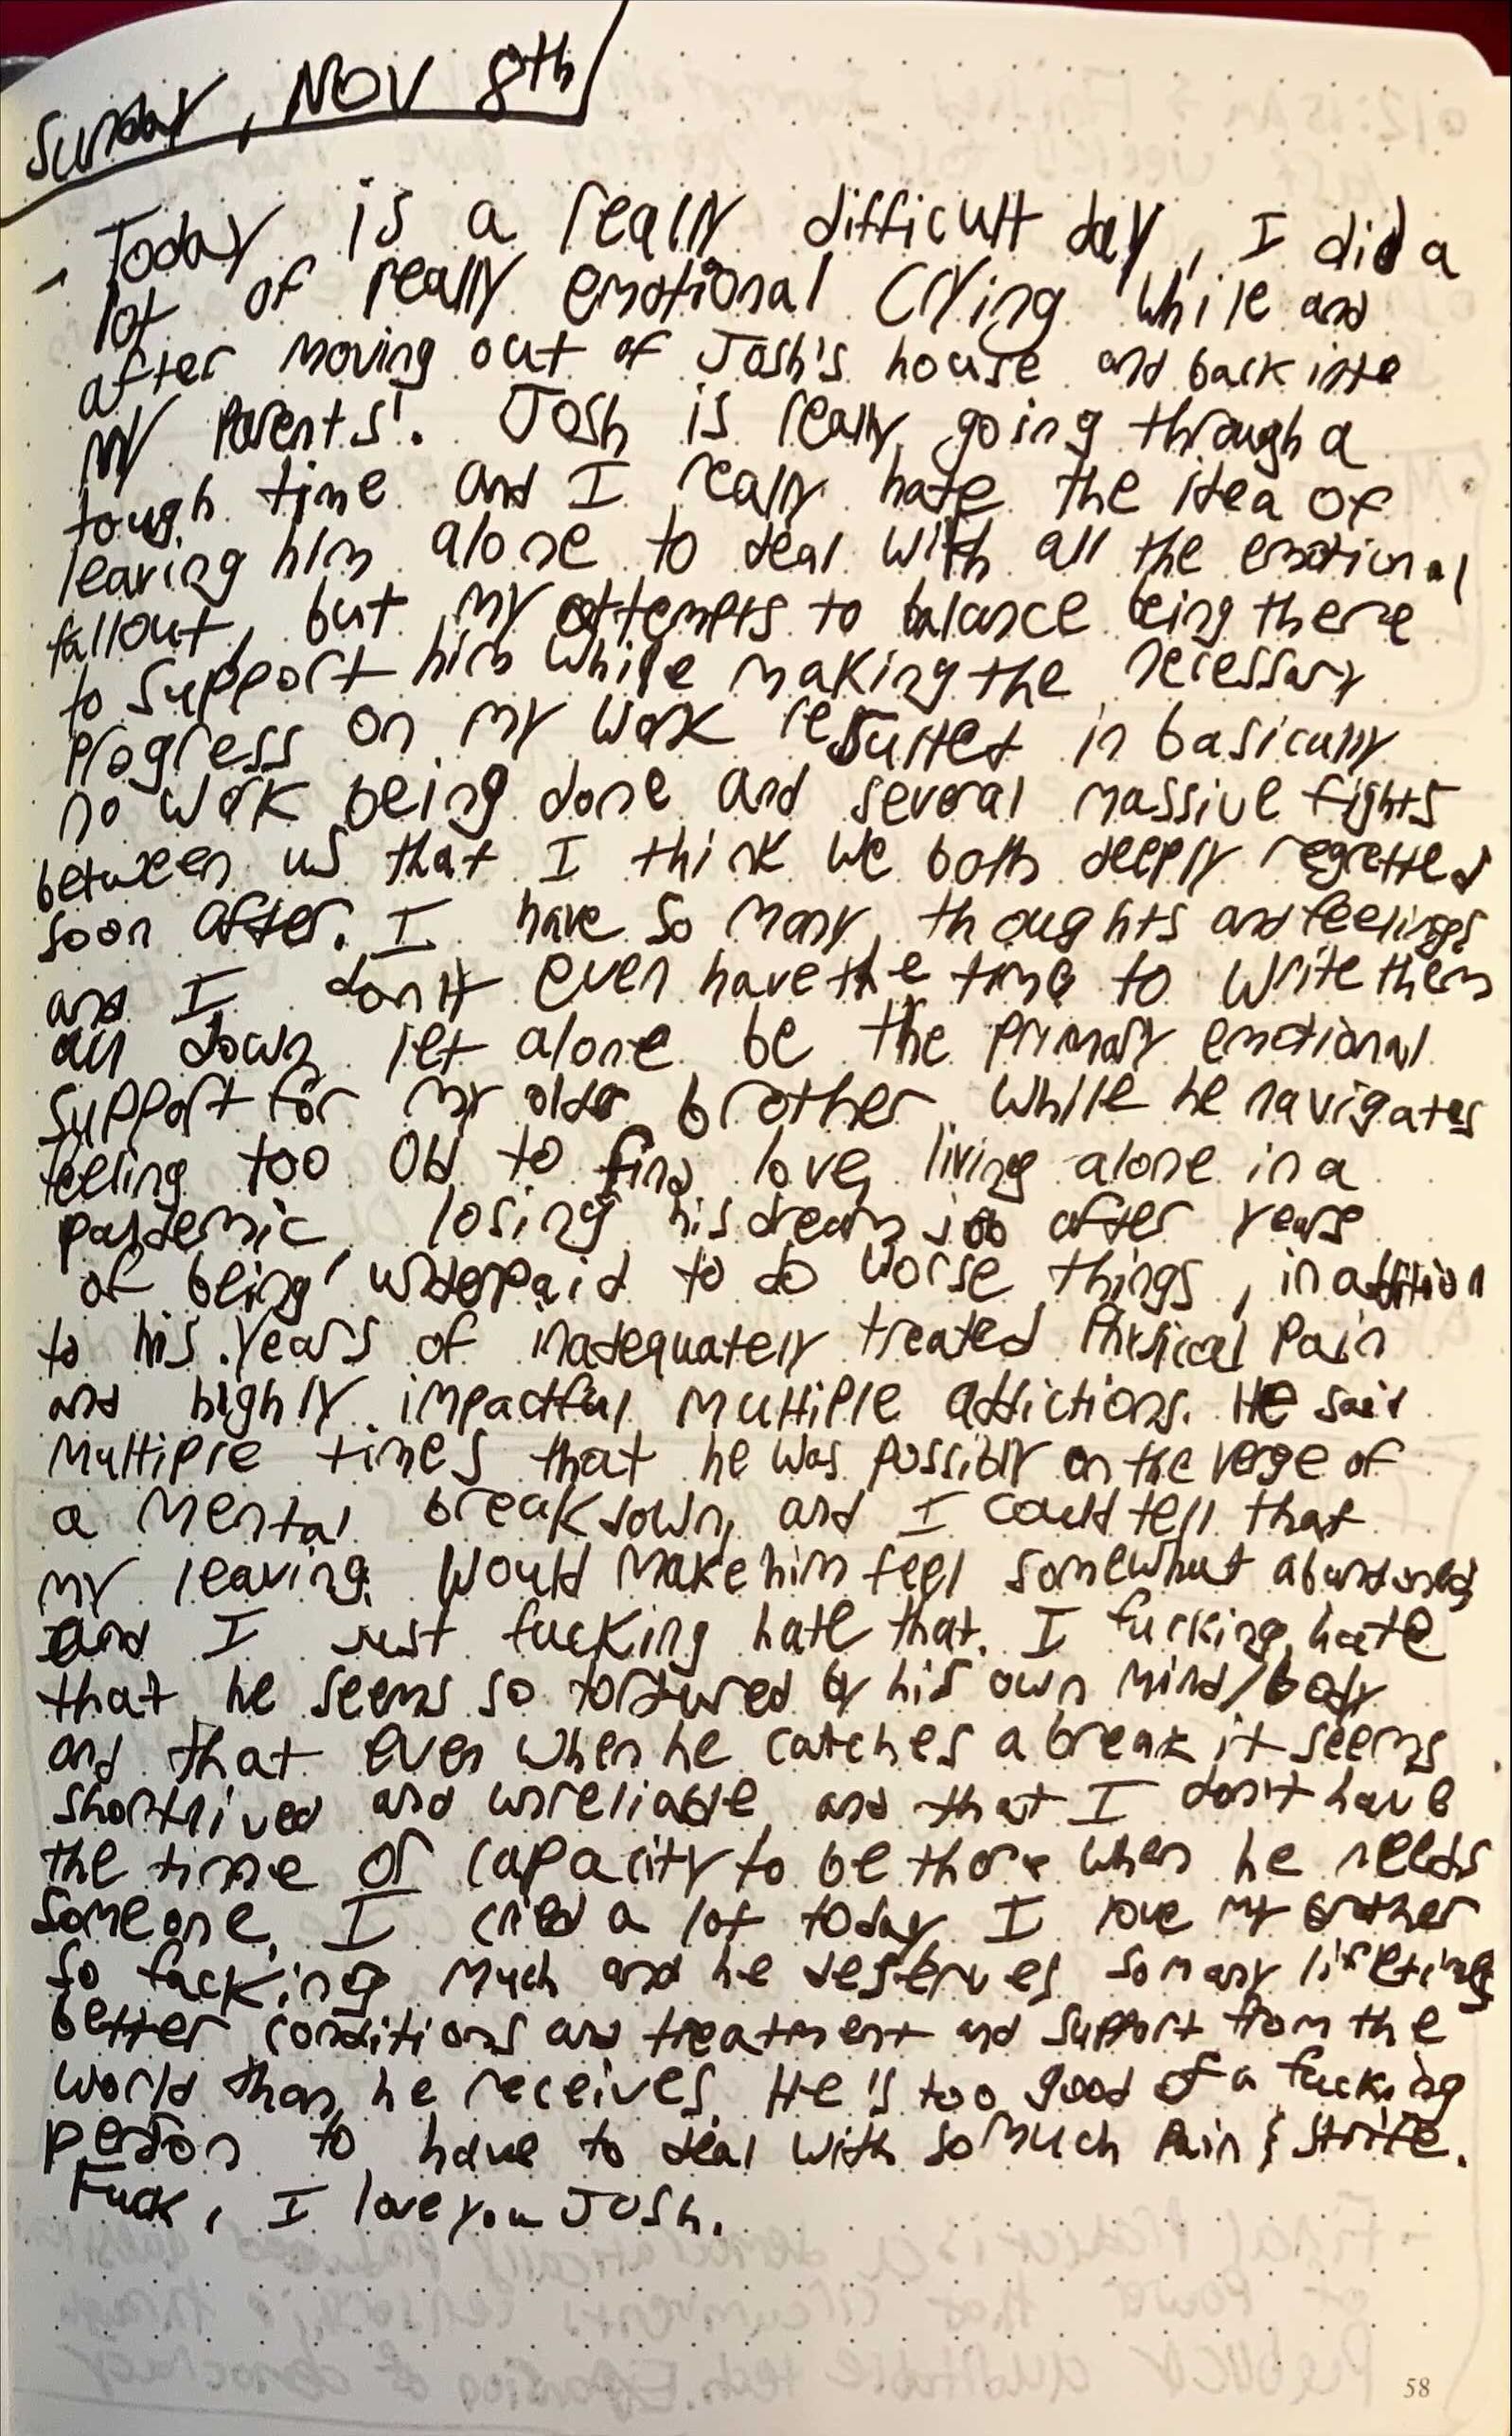 Sunday, Nov 8th
- Today is a really difficult day, I did a
lot of really emotional crying while and
after moving out of Josh's house and back into
my parents'. Josh is really going through a
tough time and I really hate the idea of
leaving him alone to deal with all the emotional
fallout, but my attempts to balance being there
to support him while making the necessary
progress on my work resulted in basically
no work being done and several massive fights
between us that I think we both deeply regretted
soon after. I have so many thoughts and feelings
and I don't even have the time to write them
all down let alone be the primary emotional
support for my older brother while he navigates
feeling too old to find love, living alone in a
pandemic, losing his dream job after years
of being underpaid to do worse things, in addition
to his years of inadequately treated physical pain
and highly impactful multiple addictions. He said
multiple times that he was possibly on the verge of
a mental breakdown, and I could tell that
my leaving would make him feel somewhat abandoned,
and I just fucking hate that. I fucking hate
that he seems so tortured by his own mind/body
and that even when he catches a break it seems
shortlived and unreliable and that I don't have
the time or capacity to be there when he needs
someone. I cried a lot today. I love my brother
so fucking much and he deserves so many lifetimes
better conditions and treatment and support from the
world than he receives. He's too good of a fucking
person to have to deal with so much pain & strife.
Fuck, I love you Josh.
58